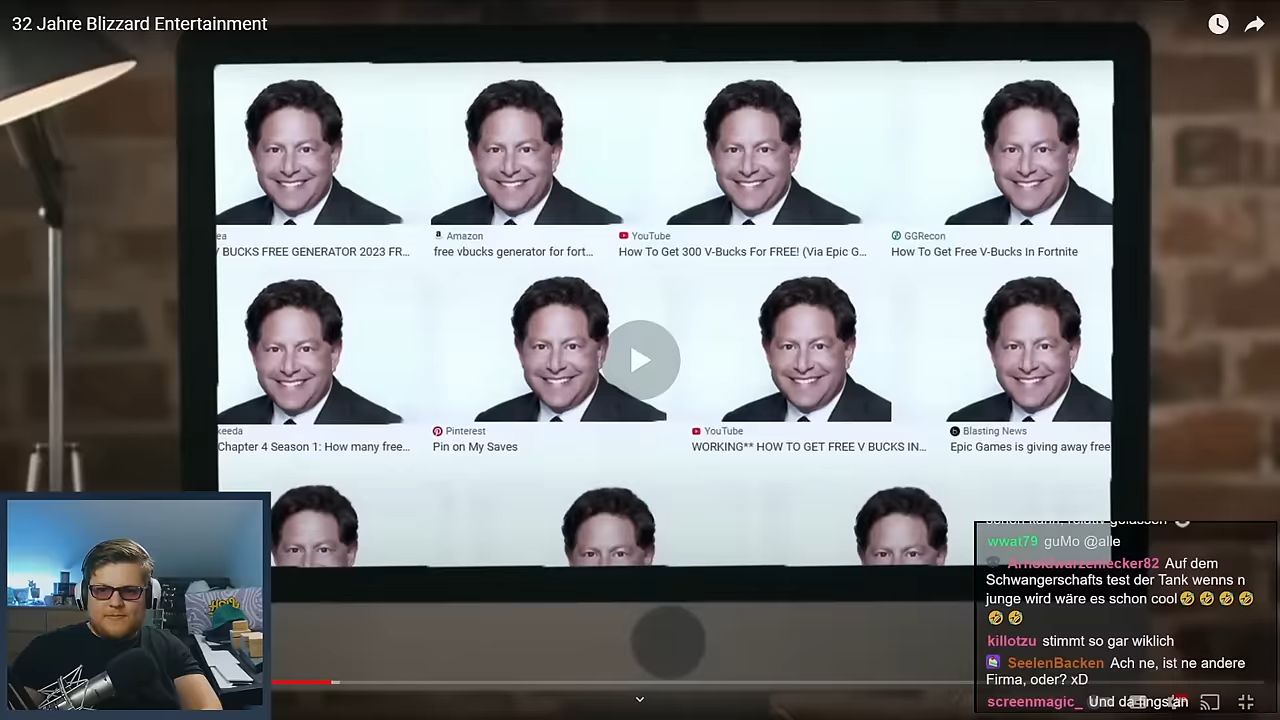 32 Jahre Blizzard Entertainment
ea
Amazon
YouTube
GGRecon
BUCKS FREE GENERATOR 2023 FR...
free vbucks generator for fort...
How To Get 300 V-Bucks For FREE! (Via Epic G...
How To Get Free V-Bucks In Fortnite
keeda
Pinterest
YouTube
Blasting News
Chapter 4 Season 1: How many free...
Pin on My Saves
WORKING** HOW TO GET FREE V BUCKS IN...
Epic Games is giving away free
wwat79 guMo @alle
Arnoldwarzenlecker82 Auf dem
Schwangerschafts test der Tank wenns n
junge wird wäre es schon cool🤣🤣🤣🤣
🤣🤣
killotzu stimmt so gar wiklich
SeelenBacken Ach ne, ist ne andere
Firma, oder? xD
screenmagic_ Und da fings an